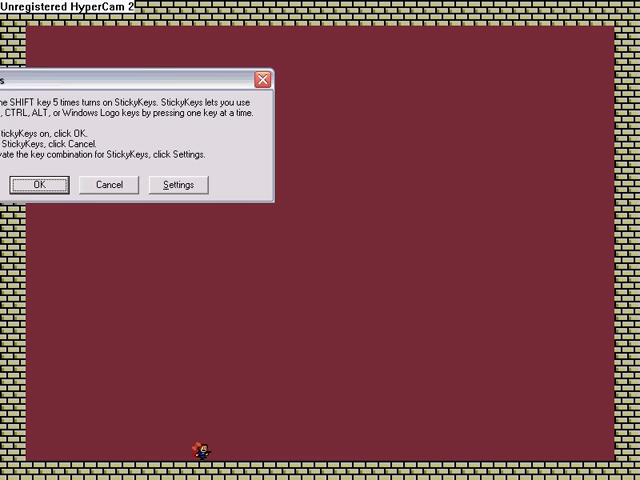 Unregistered HyperCam 2
s
he SHIFT key 5 times turns on StickyKeys. StickyKeys lets you use
, CTRL, ALT, or Windows Logo keys by pressing one key at a time.
tickyKeys on, click OK.
StickyKeys, click Cancel.
vate the key combination for StickyKeys, click Settings.
OK Cancel Settings